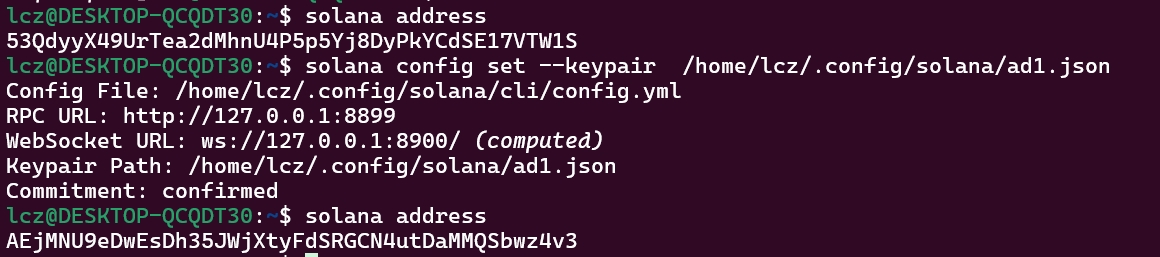 lcz@DESKTOP-QCQDT30:~$ solana address
53QdyyX49UrTea2dMhnU4P5p5Yj8DyPkYCdSE17VTW1S
lcz@DESKTOP-QCQDT30:~$ solana config set --keypair  /home/lcz/.config/solana/ad1.json
Config File: /home/lcz/.config/solana/cli/config.yml
RPC URL: http://127.0.0.1:8899
WebSocket URL: ws://127.0.0.1:8900/ (computed)
Keypair Path: /home/lcz/.config/solana/ad1.json
Commitment: confirmed
lcz@DESKTOP-QCQDT30:~$ solana address
AEjMNU9eDwEsDh35JWjXtyFdSRGCN4utDaMMQSbwz4v3